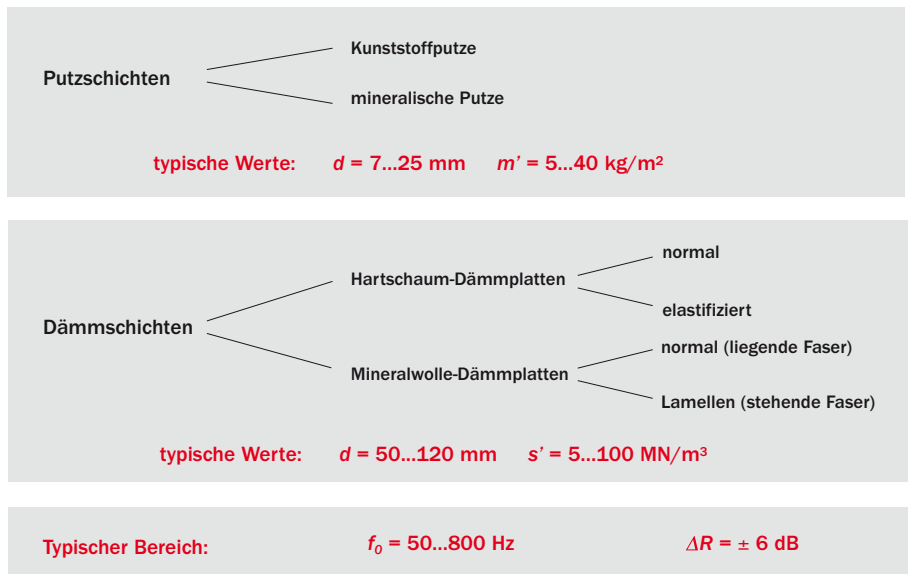 Kunststoffputze
Putzschichten
mineralische Putze
typische Werte: d = 7...25 mm m’ = 5...40 kg/m²
normal
Hartschaum-Dämmplatten
elastifiziert
Dämmschichten
normal (liegende Faser)
Mineralwolle-Dämmplatten
Lamellen (stehende Faser)
typische Werte: d = 50...120 mm s’ = 5...100 MN/m³
Typischer Bereich: f₀ = 50...800 Hz ΔR = ± 6 dB